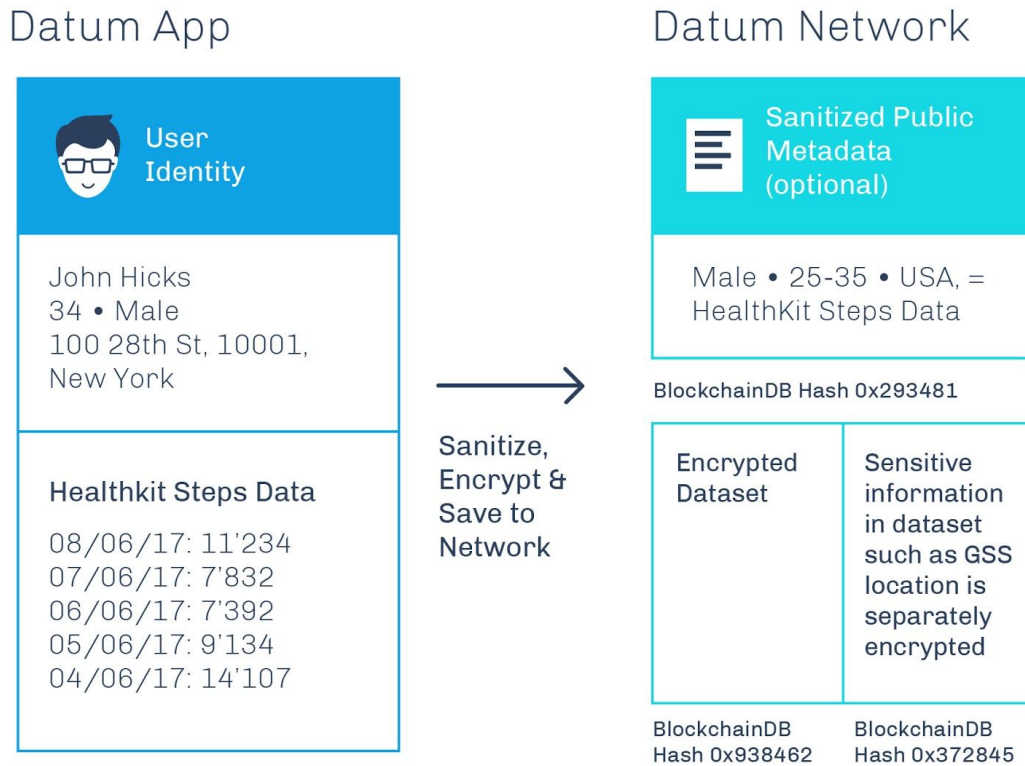 Datum App
User
Identity
John Hicks
34 • Male
100 28th St, 10001,
New York
Healthkit Steps Data
08/06/17: 11’234
07/06/17: 7’832
06/06/17: 7’392
05/06/17: 9’134
04/06/17: 14’107
Sanitize,
Encrypt &
Save to
Network
Datum Network
Sanitized Public
Metadata
(optional)
Male • 25-35 • USA, =
HealthKit Steps Data
BlockchainDB Hash 0x293481
Encrypted
Dataset
Sensitive
information
in dataset
such as GSS
location is
separately
encrypted
BlockchainDB
Hash 0x938462
BlockchainDB
Hash 0x372845